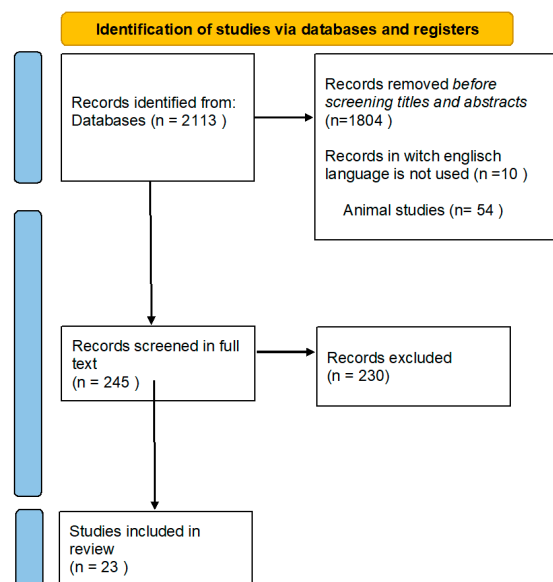 Identification of studies via databases and registers
Records identified from:
Databases (n = 2113 )
Records removed before
screening titles and abstracts
(n=1804 )
Records in witch englisch
language is not used (n =10 )
Animal studies (n= 54 )
Records screened in full
text
(n = 245 )
Records excluded
(n = 230)
Studies included in
review
(n = 23 )